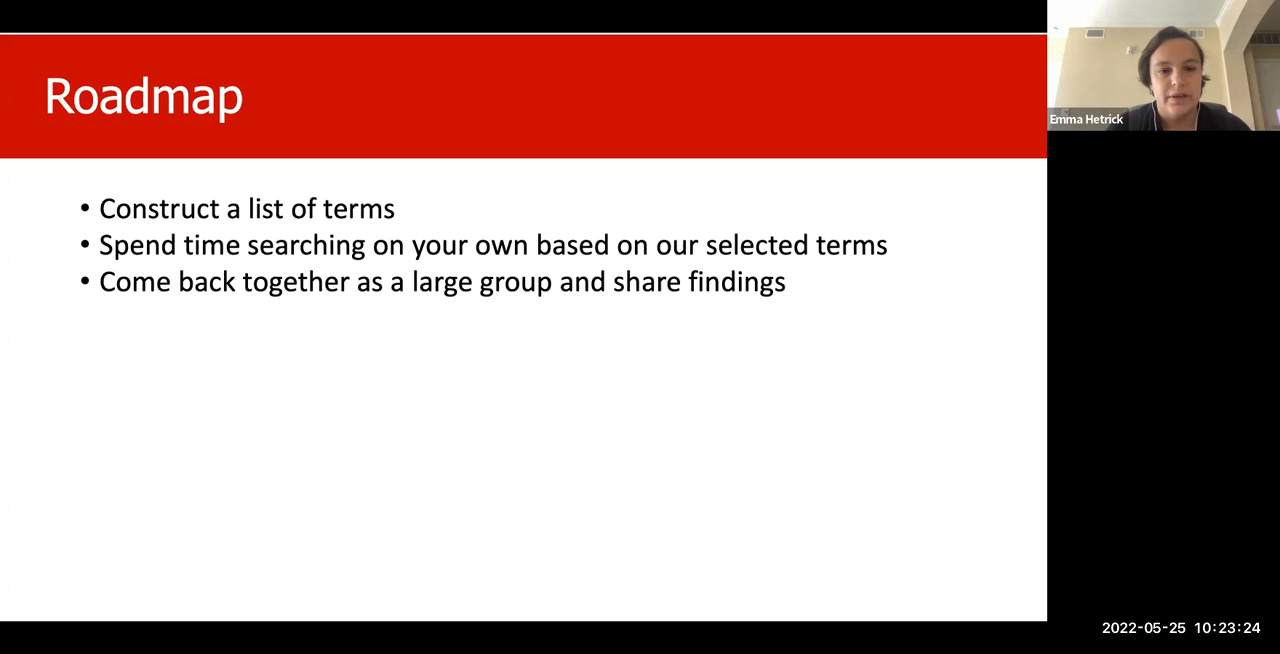 Roadmap
Emma Hetrick
• Construct a list of terms
• Spend time searching on your own based on our selected terms
• Come back together as a large group and share findings
2022-05-25 10:23:24